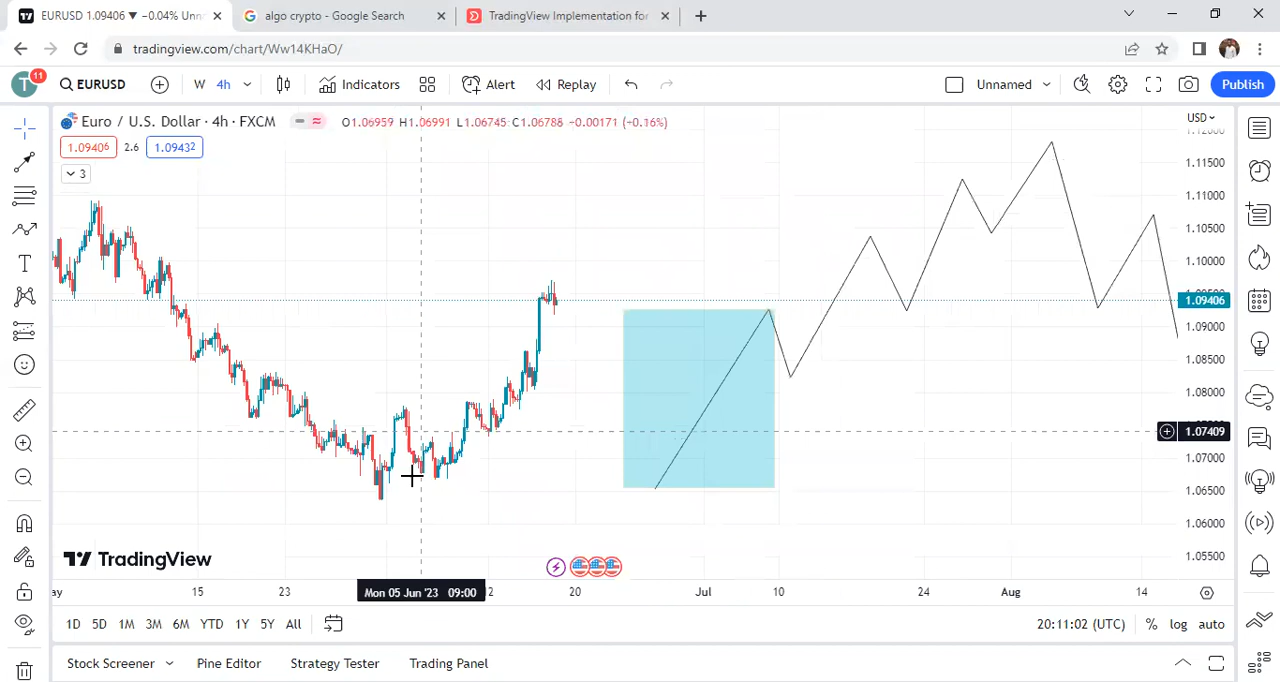 EURUSD 1.09406 ▼ −0.04% Unn
algo crypto - Google Search
TradingView Implementation for
tradingview.com/chart/Ww14KHaO/
T
11
EURUSD
W
4h
Indicators
Alert
Replay
Unnamed
Publish
Euro / U.S. Dollar · 4h · FXCM
O1.06959 H1.06991 L1.06745 C1.06788 −0.00171 (−0.16%)
1.09406
2.6
1.09432
3
USD
1.12000
1.11500
1.11000
1.10500
1.10000
1.09406
1.09000
1.08500
1.08000
1.07409
1.07000
1.06500
1.06000
1.05500
TradingView
ay
15
23
Mon 05 Jun '23 09:00
2
20
Jul
10
24
Aug
14
1D 5D 1M 3M 6M YTD 1Y 5Y All
20:11:02 (UTC)
% log auto
Stock Screener
Pine Editor
Strategy Tester
Trading Panel